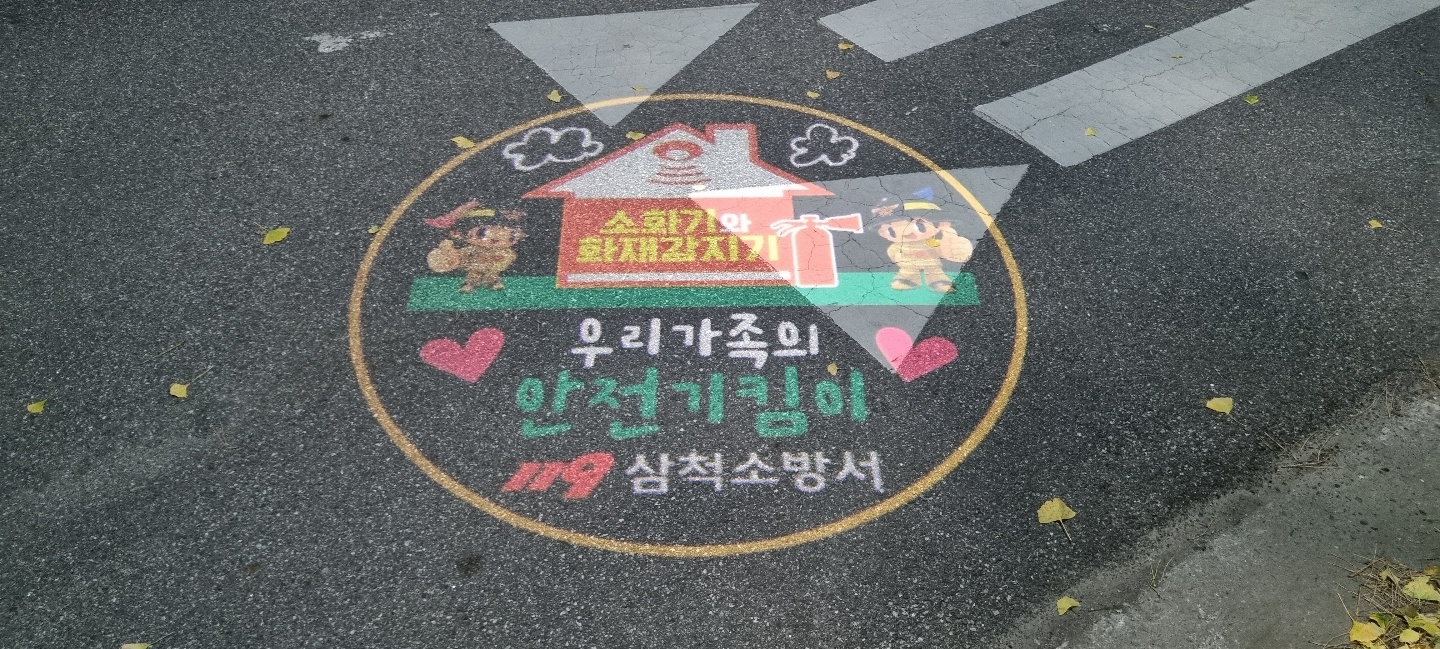 소화기와
화재감지기
우리가족의
안전지킴이
119 삼척소방서